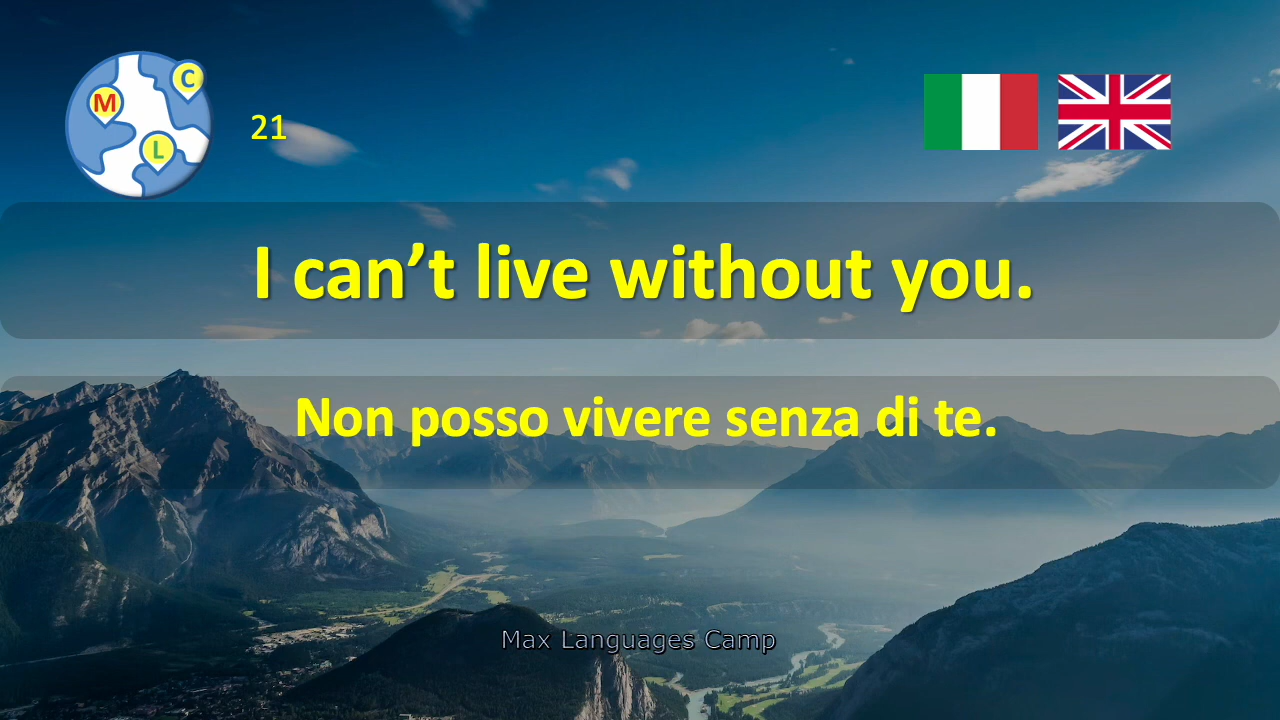 C
M
L
21
I can’t live without you.
Non posso vivere senza di te.
Max Languages Camp